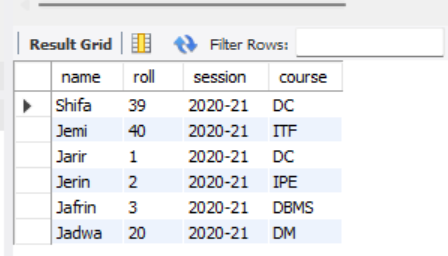 Result Grid Filter Rows:
name roll session course
Shifa 39 2020-21 DC
Jemi 40 2020-21 ITF
Jarir 1 2020-21 DC
Jerin 2 2020-21 IPE
Jafrin 3 2020-21 DBMS
Jadwa 20 2020-21 DM